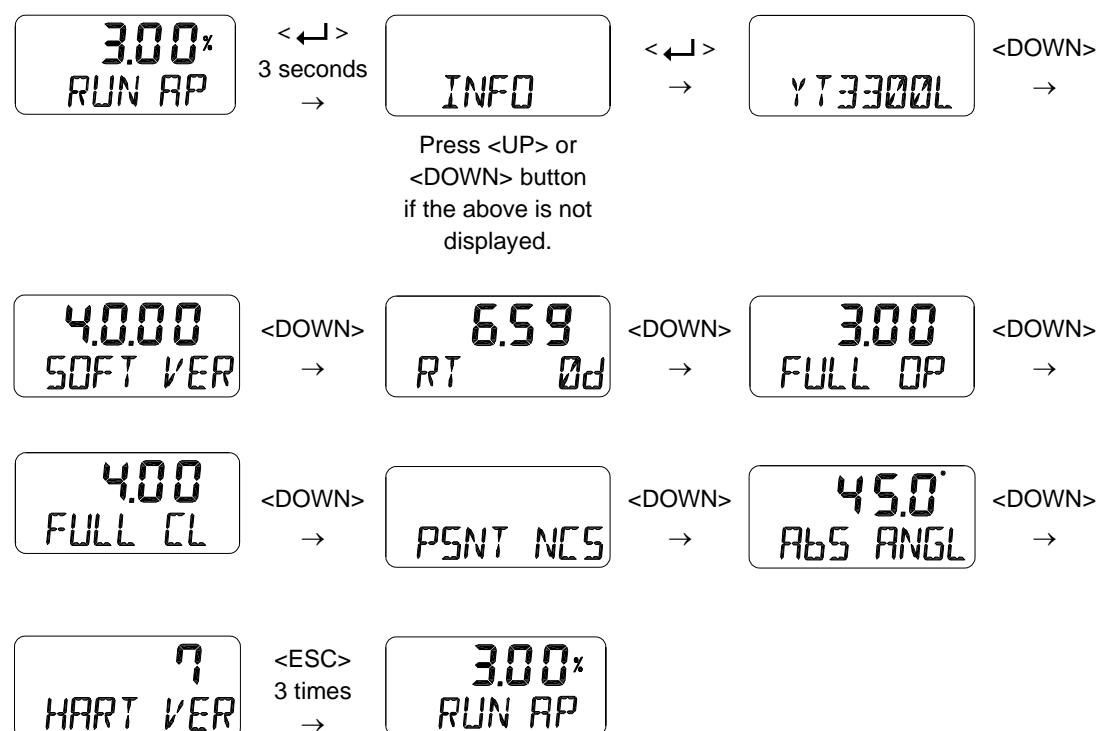 3.00%
RUN AP
< ↵ >
3 seconds
→
INFO
Press <UP> or
<DOWN> button
if the above is not
displayed.
< ↵ >
→
YT3300L
<DOWN>
→
4.0.00
SOFT VER
<DOWN>
→
6.59
RT 0d
<DOWN>
→
3.00
FULL OP
<DOWN>
→
4.00
FULL CL
<DOWN>
→
PSNT NCS
<DOWN>
→
45.0°
AbS ANGL
<DOWN>
→
7
HART VER
<ESC>
3 times
→
3.00%
RUN AP